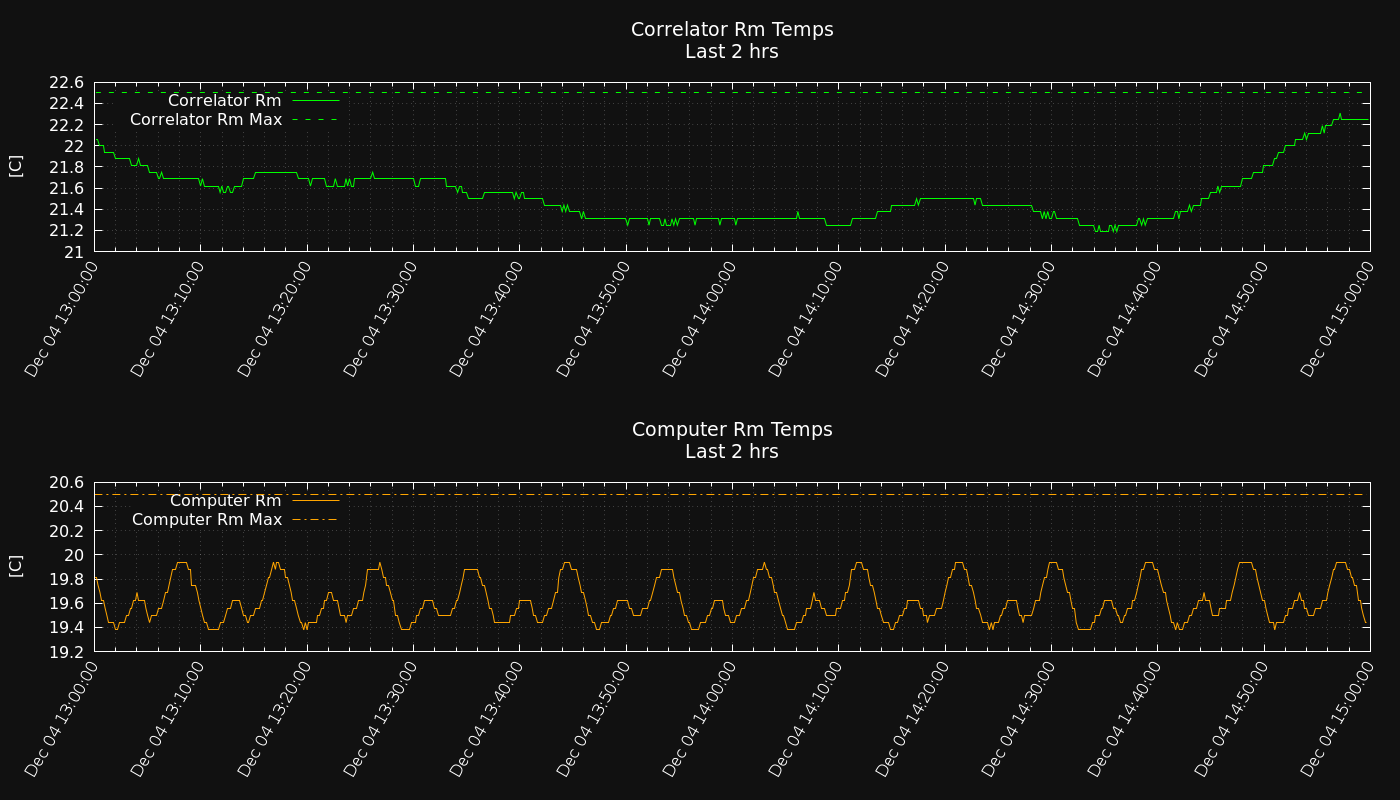 Correlator Rm Temps
Last 2 hrs
[C]
22.6
22.4
22.2
22
21.8
21.6
21.4
21.2
21
Correlator Rm
Correlator Rm Max
Dec 04 13:00:00
Dec 04 13:10:00
Dec 04 13:20:00
Dec 04 13:30:00
Dec 04 13:40:00
Dec 04 13:50:00
Dec 04 14:00:00
Dec 04 14:10:00
Dec 04 14:20:00
Dec 04 14:30:00
Dec 04 14:40:00
Dec 04 14:50:00
Dec 04 15:00:00
Computer Rm Temps
Last 2 hrs
[C]
20.6
20.4
20.2
20
19.8
19.6
19.4
19.2
Computer Rm
Computer Rm Max
Dec 04 13:00:00
Dec 04 13:10:00
Dec 04 13:20:00
Dec 04 13:30:00
Dec 04 13:40:00
Dec 04 13:50:00
Dec 04 14:00:00
Dec 04 14:10:00
Dec 04 14:20:00
Dec 04 14:30:00
Dec 04 14:40:00
Dec 04 14:50:00
Dec 04 15:00:00